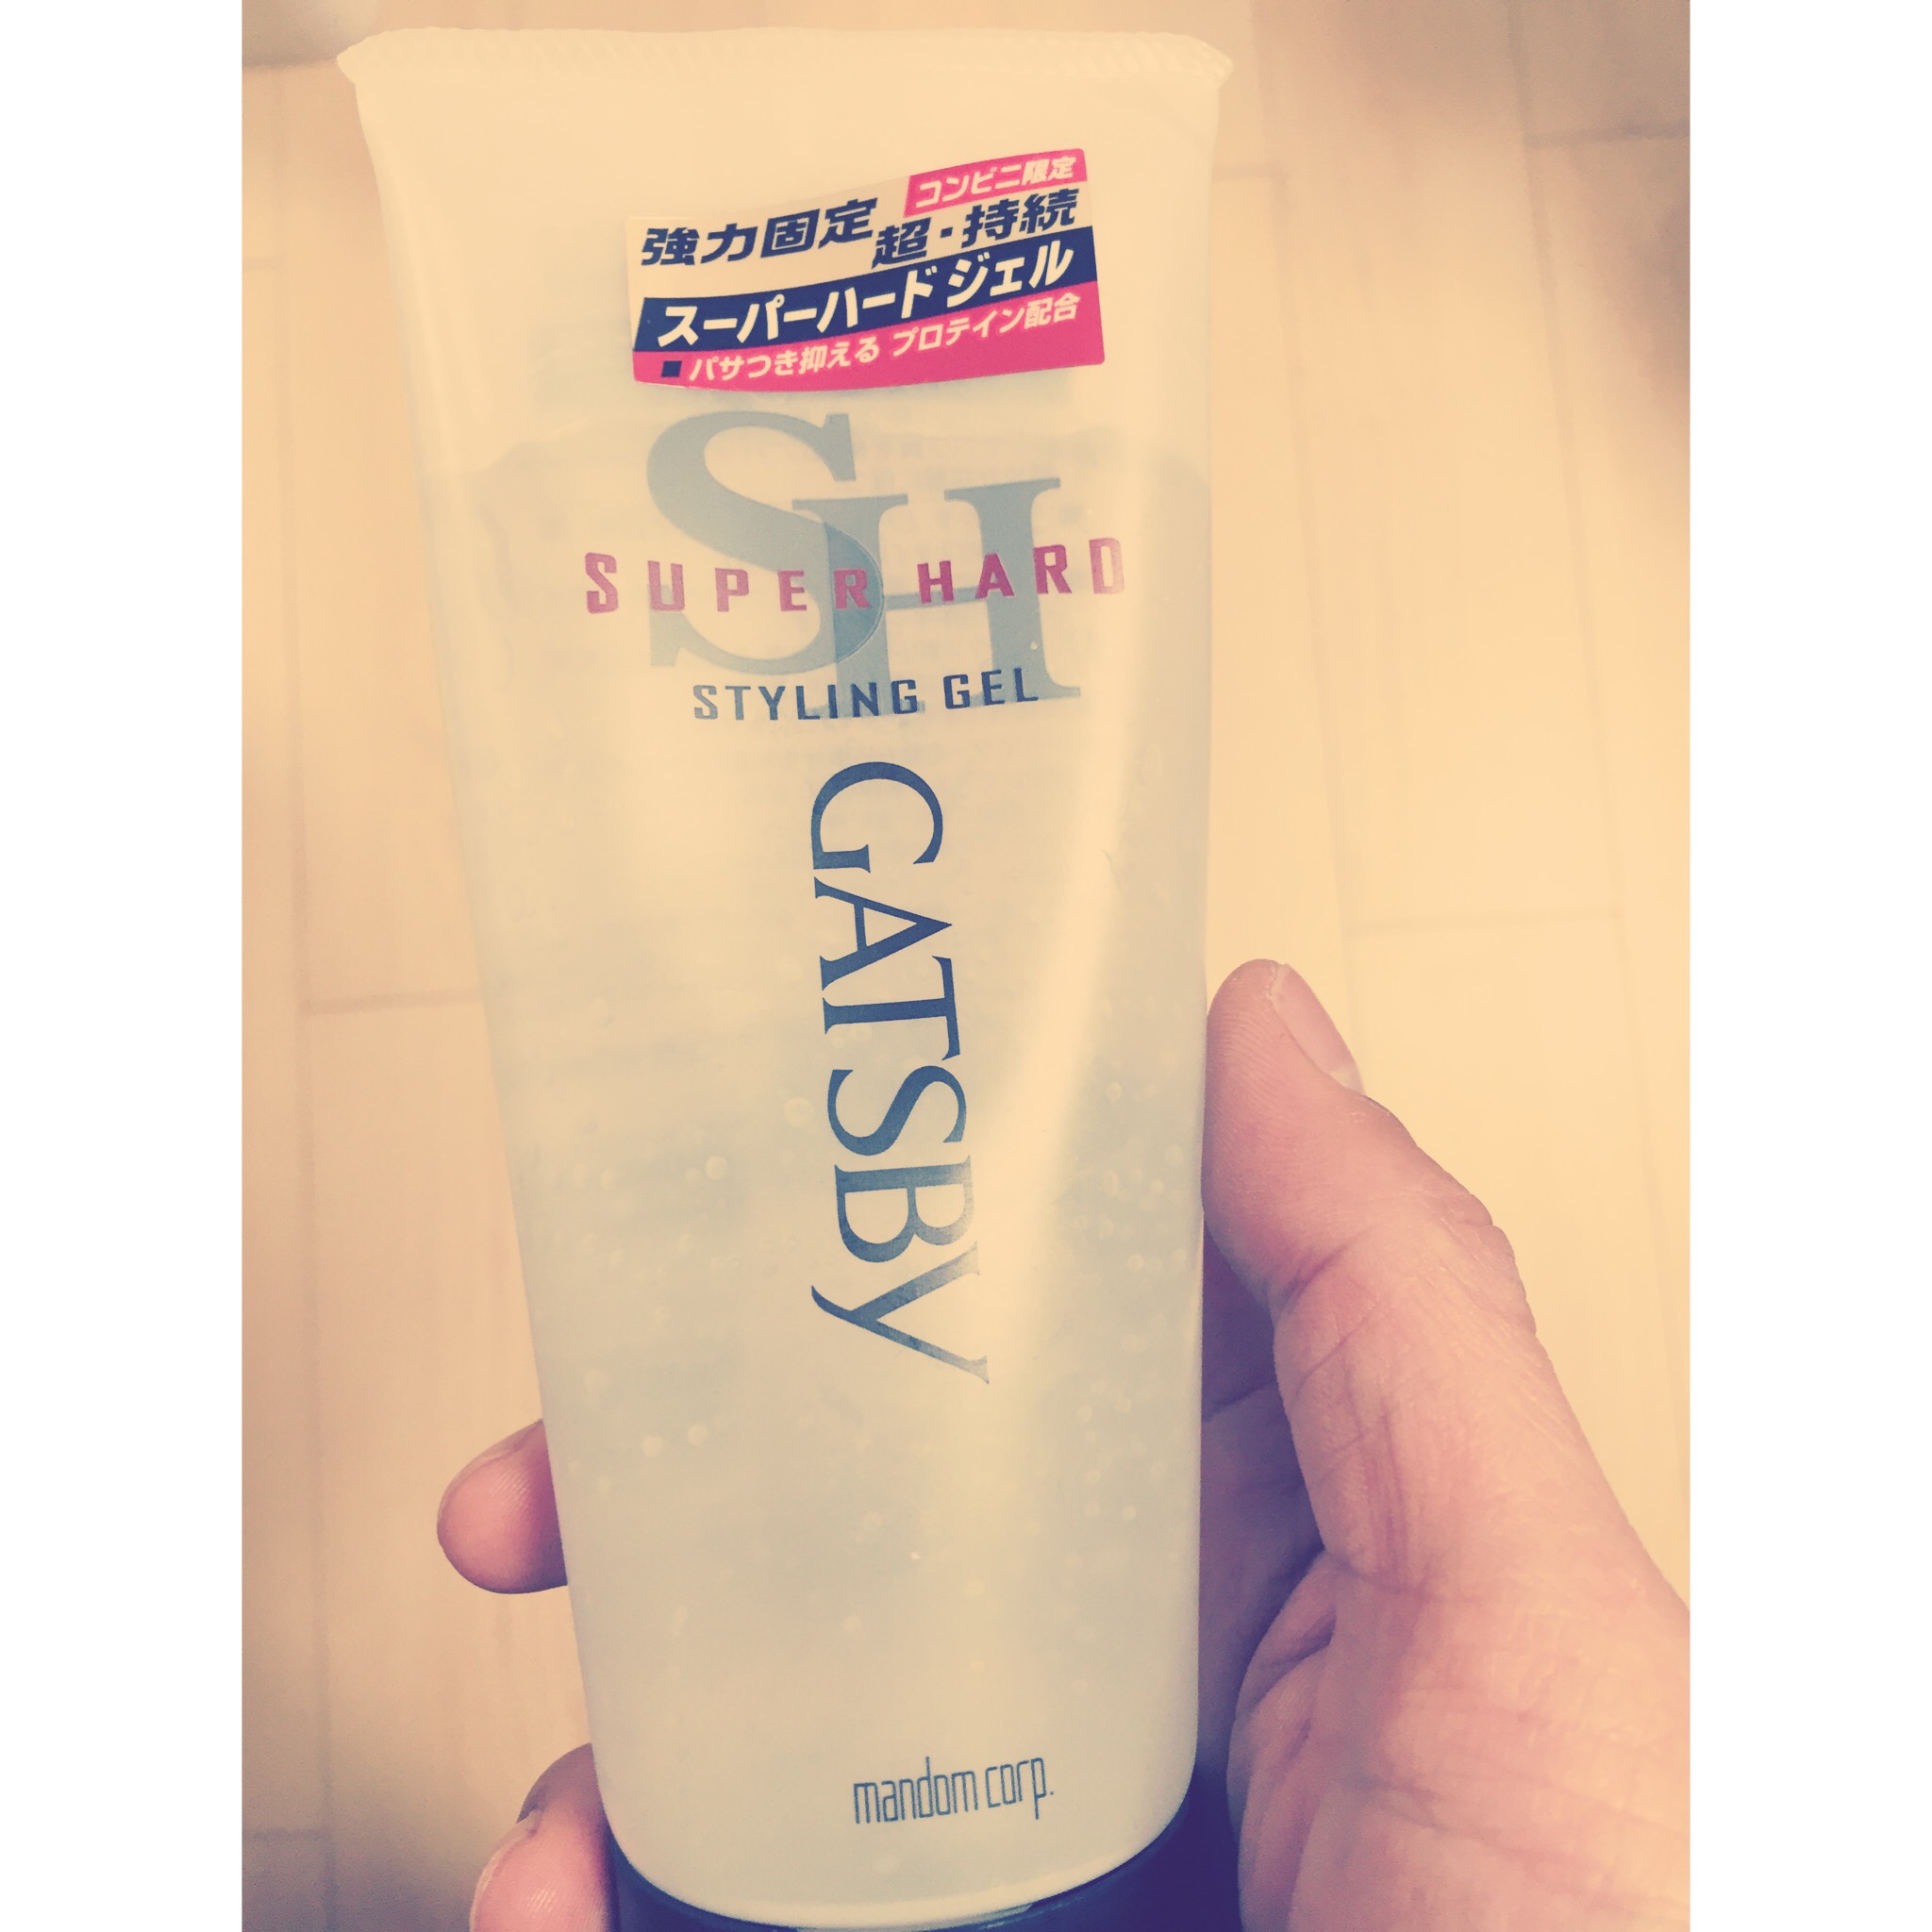 コンビニ限定
強力固定 超・持続
スーパーハードジェル
■ パサつき抑える プロテイン配合
SH
SUPER HARD
STYLING GEL
GATSBY
mandom corp.